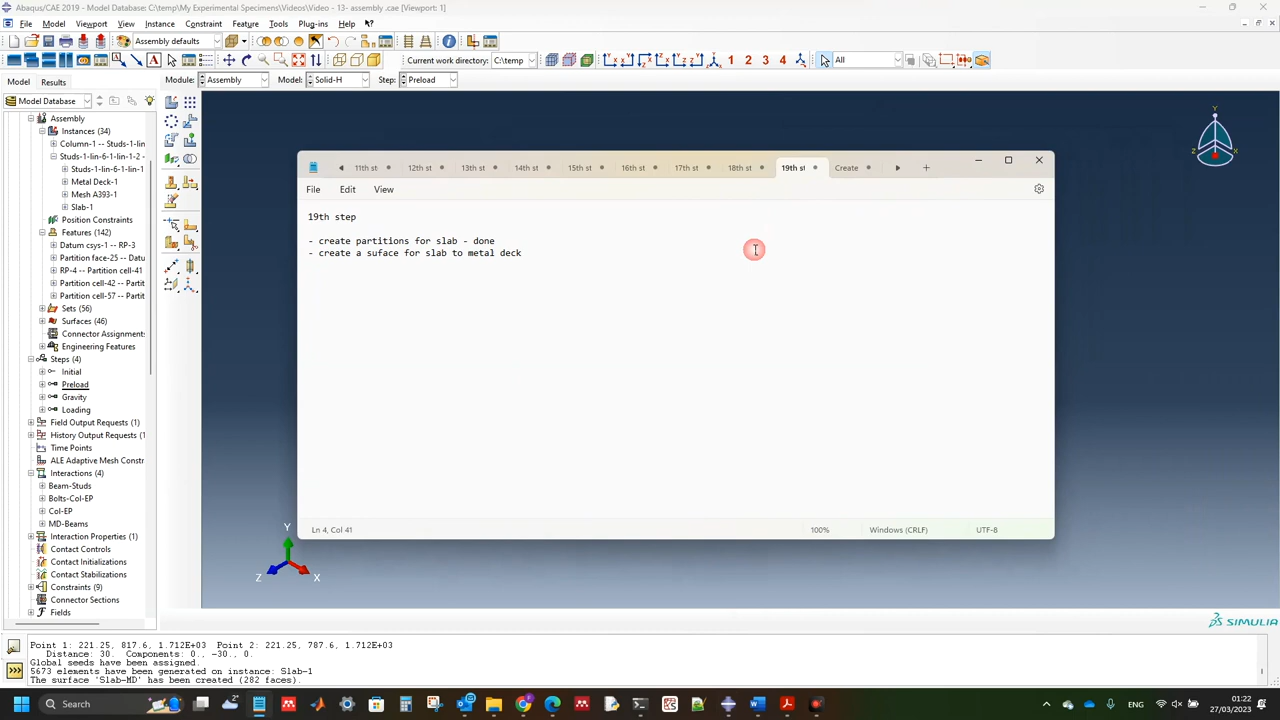 Abaqus/CAE 2019 - Model Database: C:\temp\My Experimental Specimens\Videos\Video - 13- assembly .cae [Viewport: 1]
File Model Viewport View Instance Constraint Feature Tools Plug-ins Help
Assembly defaults
Current work directory: C:\temp 1 2 3 4 All
Model Results Module: Assembly Model: Solid-H Step: Preload
Model Database
Assembly
Instances (34)
Column-1 -- Studs-1-lin
Studs-1-lin-6-1-lin-1-2 -
Studs-1-lin-6-1-lin-1
Metal Deck-1
Mesh A393-1
Slab-1
Position Constraints
Features (142)
Datum csys-1 -- RP-3
Partition face-25 -- Datu
RP-4 -- Partition cell-41
Partition cell-42 -- Partit
Partition cell-57 -- Partit
Sets (56)
Surfaces (46)
Connector Assignment:
Engineering Features
Steps (4)
Initial
Preload
Gravity
Loading
Field Output Requests (1)
History Output Requests (1
Time Points
ALE Adaptive Mesh Constr
Interactions (4)
Beam-Studs
Bolts-Col-EP
Col-EP
MD-Beams
Interaction Properties (1)
Contact Controls
Contact Initializations
Contact Stabilizations
Constraints (9)
Connector Sections
Fields
11th st 12th st 13th st 14th st 15th st 16th st 17th st 18th st 19th st Create
File Edit View
19th step
- create partitions for slab - done
- create a suface for slab to metal deck
Ln 4, Col 41 100% Windows (CRLF) UTF-8
Y
Z X
Y
Z X
SIMULIA
Point 1: 221.25, 817.6, 1.712E+03 Point 2: 221.25, 787.6, 1.712E+03
Distance: 30. Components: 0., -30., 0.
Global seeds have been assigned.
5673 elements have been generated on instance: Slab-1
The surface 'Slab-MD' has been created (282 faces).
Search
01:22
27/03/2023